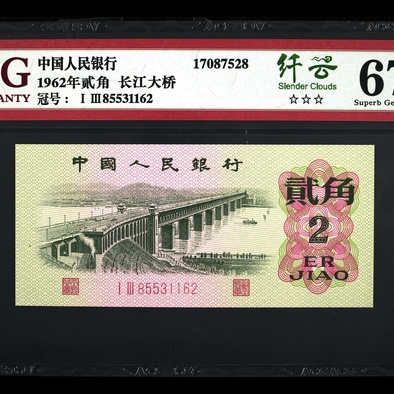 G
ANTY
中国人民银行
1962年贰角 长江大桥
冠号: I III 85531162
17087528
纤云
Slender Clouds
☆☆☆
67
Superb Ge
中國人民銀行
貳角
2
ER
JIAO
I III 85531162